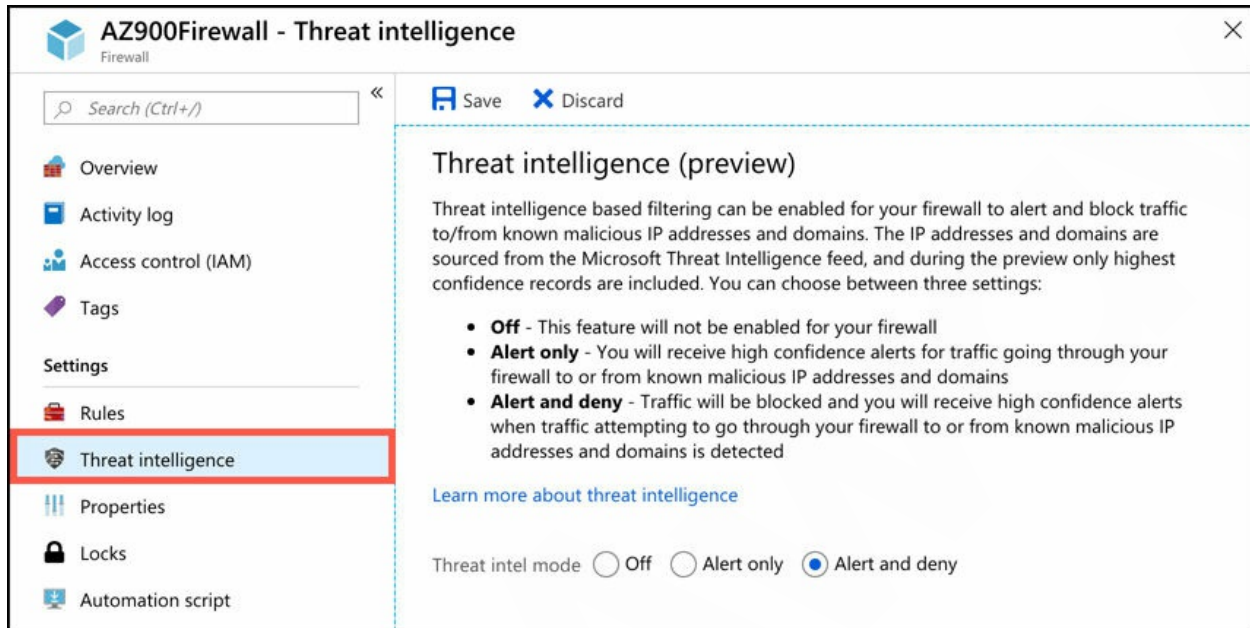 AZ900Firewall - Threat intelligence
Firewall
Search (Ctrl+/)
Overview
Activity log
Access control (IAM)
Tags
Settings
Rules
Threat intelligence
Properties
Locks
Automation script
Save Discard
Threat intelligence (preview)
Threat intelligence based filtering can be enabled for your firewall to alert and block traffic
to/from known malicious IP addresses and domains. The IP addresses and domains are
sourced from the Microsoft Threat Intelligence feed, and during the preview only highest
confidence records are included. You can choose between three settings:
• Off - This feature will not be enabled for your firewall
• Alert only - You will receive high confidence alerts for traffic going through your
firewall to or from known malicious IP addresses and domains
• Alert and deny - Traffic will be blocked and you will receive high confidence alerts
when traffic attempting to go through your firewall to or from known malicious IP
addresses and domains is detected
Learn more about threat intelligence
Threat intel mode Off Alert only Alert and deny